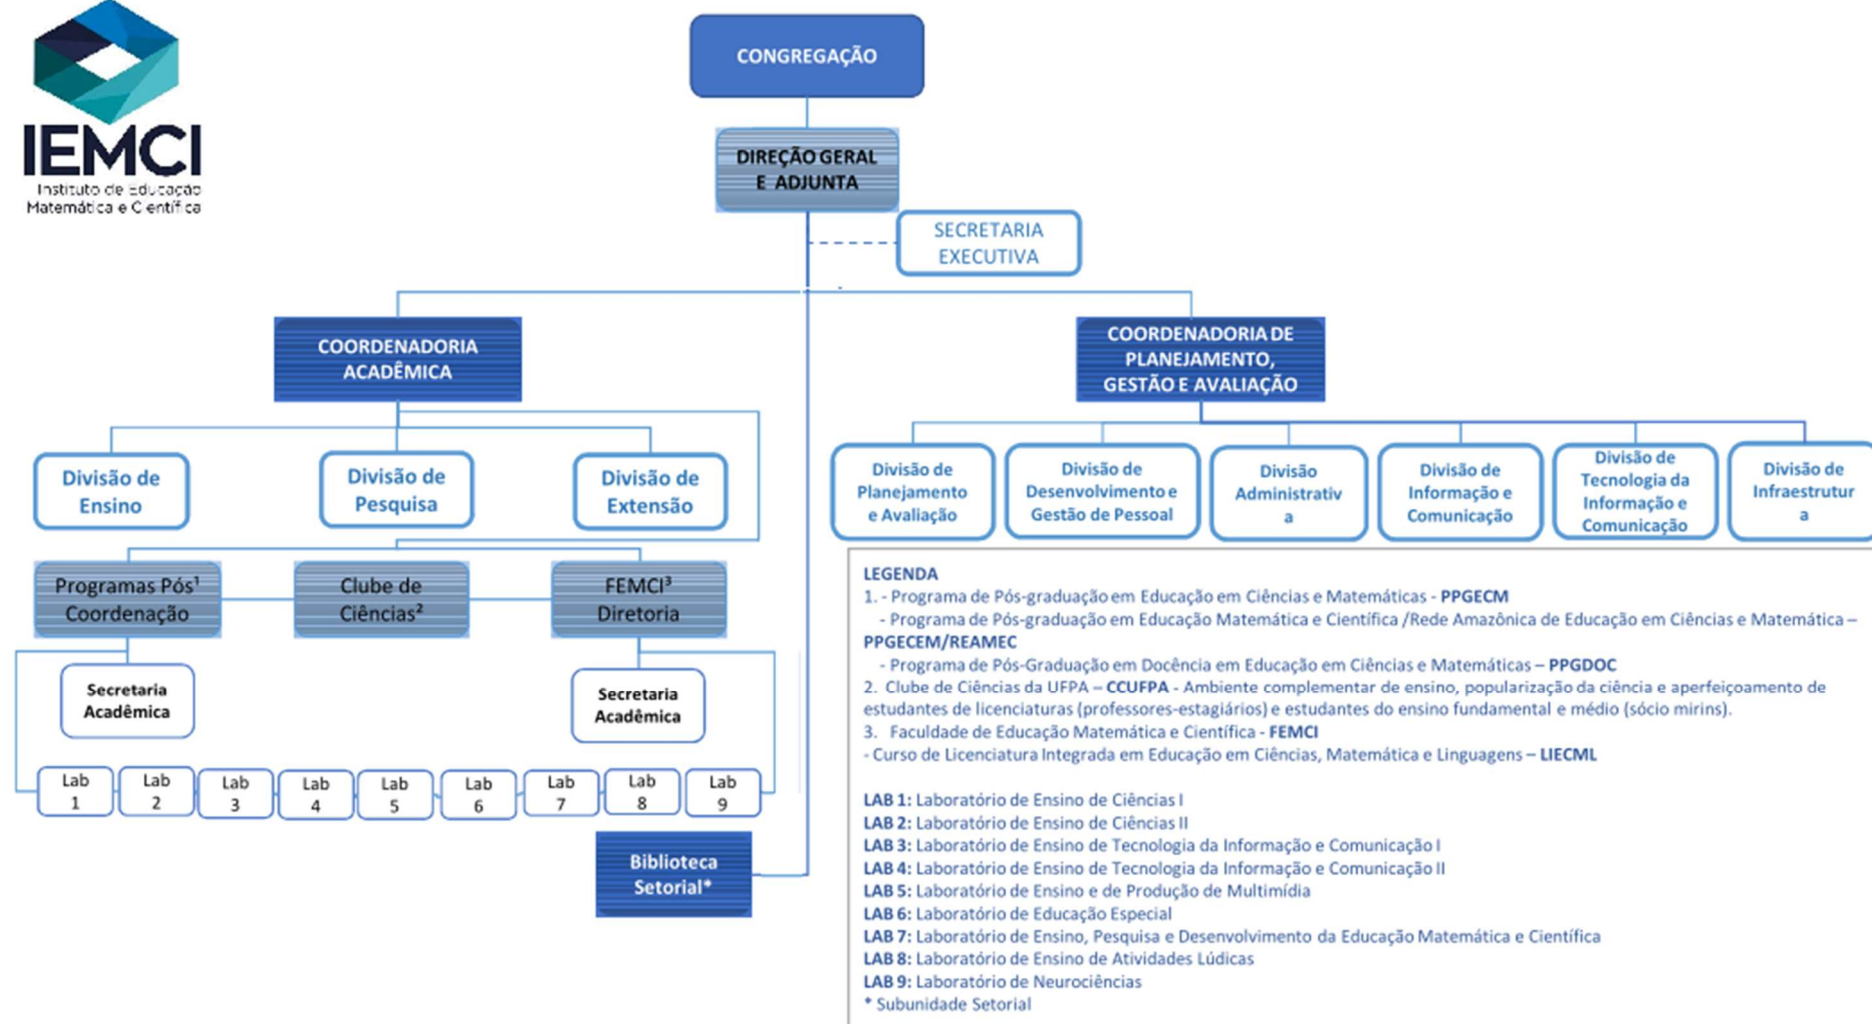 IEMCI
Instituto de Educação
Matemática e Científica
CONGREGAÇÃO
DIREÇÃO GERAL
E ADJUNTA
SECRETARIA
EXECUTIVA
COORDENADORIA
ACADÊMICA
COORDENADORIA DE
PLANEJAMENTO,
GESTÃO E AVALIAÇÃO
Divisão de
Ensino
Divisão de
Pesquisa
Divisão de
Extensão
Divisão de
Planejamento
e Avaliação
Divisão de
Desenvolvimento e
Gestão de Pessoal
Divisão
Administrativ
a
Divisão de
Informação e
Comunicação
Divisão de
Tecnologia da
Informação e
Comunicação
Divisão de
Infraestrutur
a
Programas Pós¹
Coordenação
Clube de
Ciências²
FEMCI³
Diretoria
Secretaria
Acadêmica
Secretaria
Acadêmica
Lab
1
Lab
2
Lab
3
Lab
4
Lab
5
Lab
6
Lab
7
Lab
8
Lab
9
Biblioteca
Setorial*
LEGENDA
1. - Programa de Pós-graduação em Educação em Ciências e Matemáticas - PPGECM
- Programa de Pós-graduação em Educação Matemática e Científica /Rede Amazônica de Educação em Ciências e Matemática –
PPGECEM/REAMEC
- Programa de Pós-Graduação em Docência em Educação em Ciências e Matemáticas – PPGDOC
2. Clube de Ciências da UFPA – CCUFPA - Ambiente complementar de ensino, popularização da ciência e aperfeiçoamento de
estudantes de licenciaturas (professores-estagiários) e estudantes do ensino fundamental e médio (sócio mirins).
3. Faculdade de Educação Matemática e Científica - FEMCI
- Curso de Licenciatura Integrada em Educação em Ciências, Matemática e Linguagens – LIECML
LAB 1: Laboratório de Ensino de Ciências I
LAB 2: Laboratório de Ensino de Ciências II
LAB 3: Laboratório de Ensino de Tecnologia da Informação e Comunicação I
LAB 4: Laboratório de Ensino de Tecnologia da Informação e Comunicação II
LAB 5: Laboratório de Ensino e de Produção de Multimídia
LAB 6: Laboratório de Educação Especial
LAB 7: Laboratório de Ensino, Pesquisa e Desenvolvimento da Educação Matemática e Científica
LAB 8: Laboratório de Ensino de Atividades Lúdicas
LAB 9: Laboratório de Neurociências
* Subunidade Setorial